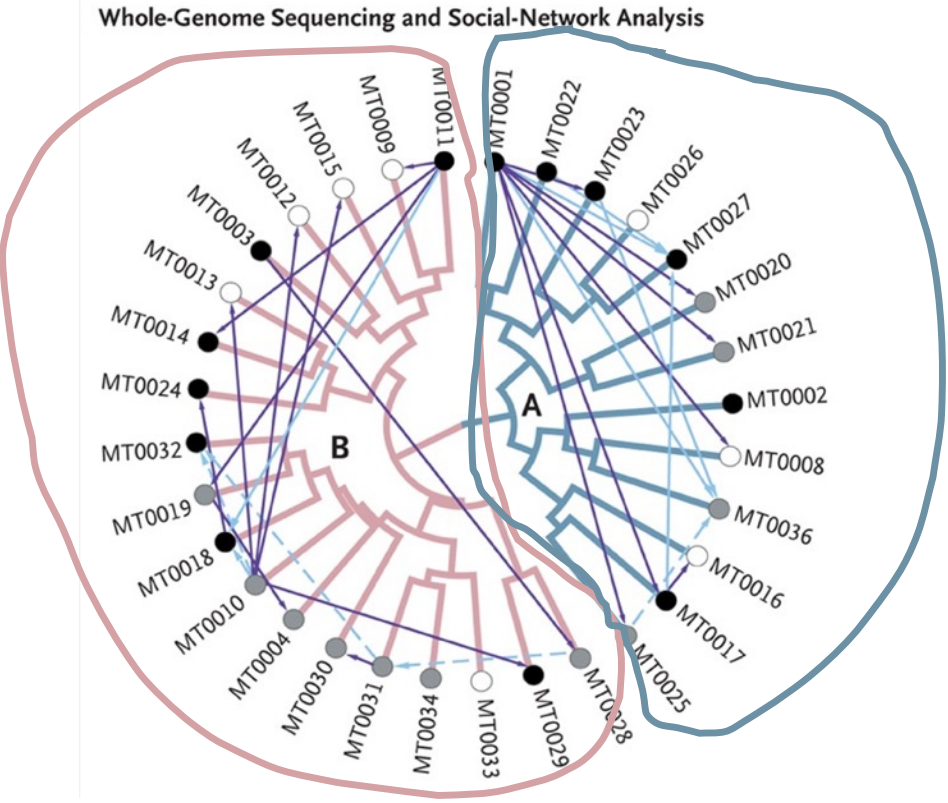 Whole-Genome Sequencing and Social-Network Analysis
MT0011
MT0001
MT0009
MT0022
MT0015
MT0023
MT0012
MT0026
MT0003
MT0027
MT0013
MT0020
MT0014
MT0021
MT0024
MT0002
A
B
MT0032
MT0008
MT0019
MT0036
MT0018
MT0016
MT0010
MT0017
MT0004
MT0025
MT0030
MT0031
MT0034
MT0033
MT0029
MT0028